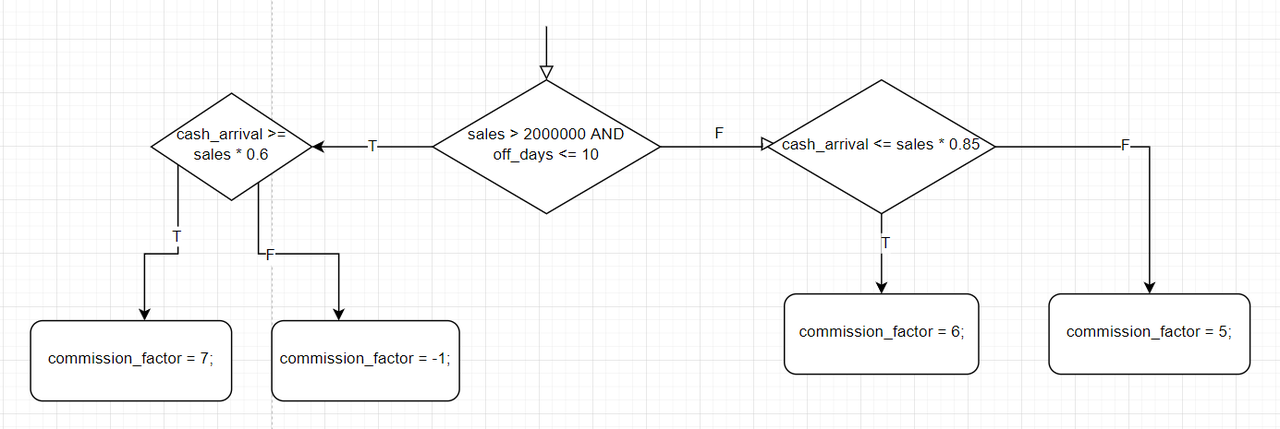 sales > 2000000 AND
off_days <= 10
T
F
cash_arrival >=
sales * 0.6
cash_arrival <= sales * 0.85
T
F
T
F
commission_factor = 7;
commission_factor = -1;
commission_factor = 6;
commission_factor = 5;